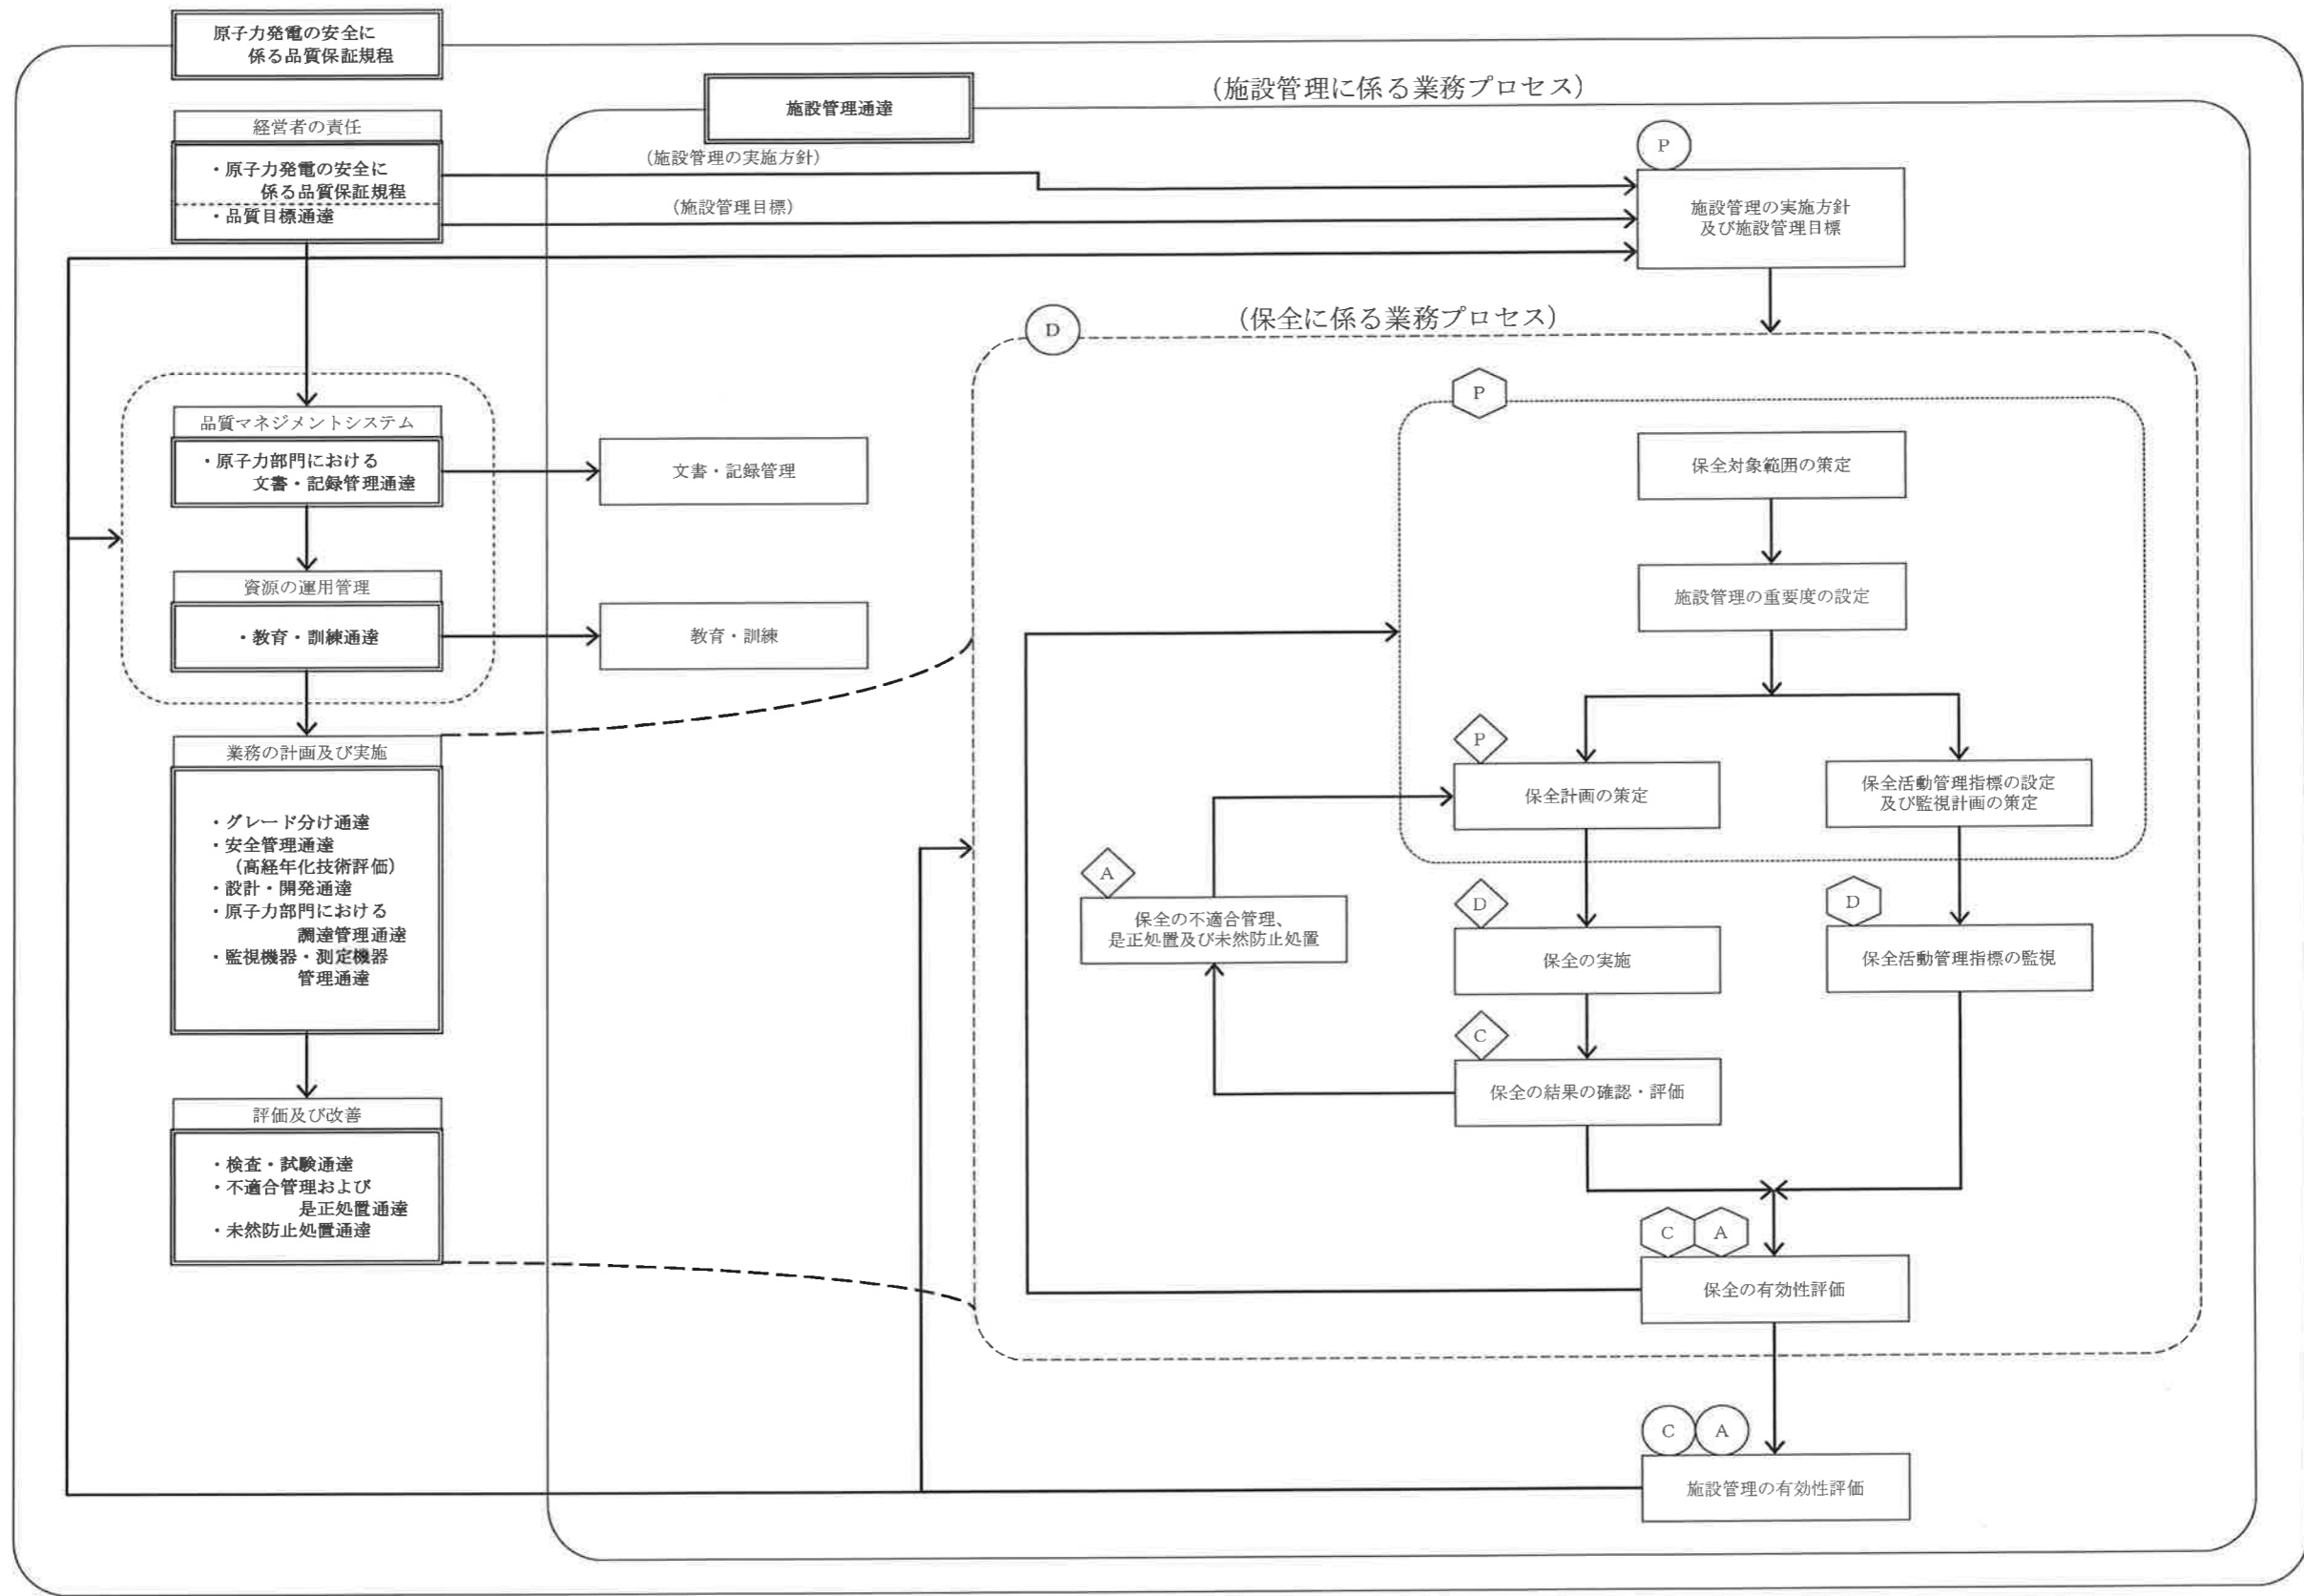 原子力発電の安全に
係る品質保証規程
施設管理通達
（施設管理に係る業務プロセス）
経営者の責任
・原子力発電の安全に
係る品質保証規程
・品質目標通達
（施設管理の実施方針）
（施設管理目標）
P
施設管理の実施方針
及び施設管理目標
D
（保全に係る業務プロセス）
品質マネジメントシステム
・原子力部門における
文書・記録管理通達
文書・記録管理
資源の運用管理
・教育・訓練通達
教育・訓練
業務の計画及び実施
・グレード分け通達
・安全管理通達
（高経年化技術評価）
・設計・開発通達
・原子力部門における
調達管理通達
・監視機器・測定機器
管理通達
評価及び改善
・検査・試験通達
・不適合管理および
是正処置通達
・未然防止処置通達
P
保全対象範囲の策定
施設管理の重要度の設定
P
保全計画の策定
保全活動管理指標の設定
及び監視計画の策定
A
保全の不適合管理、
是正処置及び未然防止処置
D
保全の実施
D
保全活動管理指標の監視
C
保全の結果の確認・評価
C A
保全の有効性評価
C A
施設管理の有効性評価